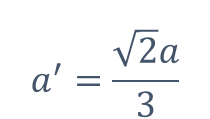 a′ = √2a / 3